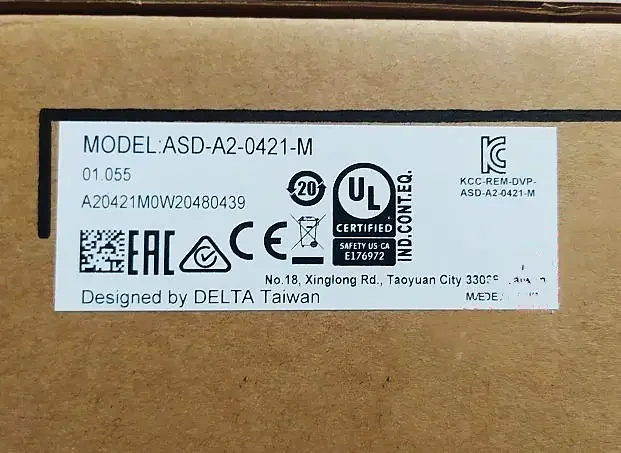 MODEL:ASD-A2-0421-M
01.055
A20421M0W20480439
20
UL
CERTIFIED
SAFETY US·CA
E176972
IND.CONT.EQ.
KCC-REM-DVP-
ASD-A2-0421-M
EAC
CE
No.18, Xinglong Rd., Taoyuan City
Designed by DELTA Taiwan